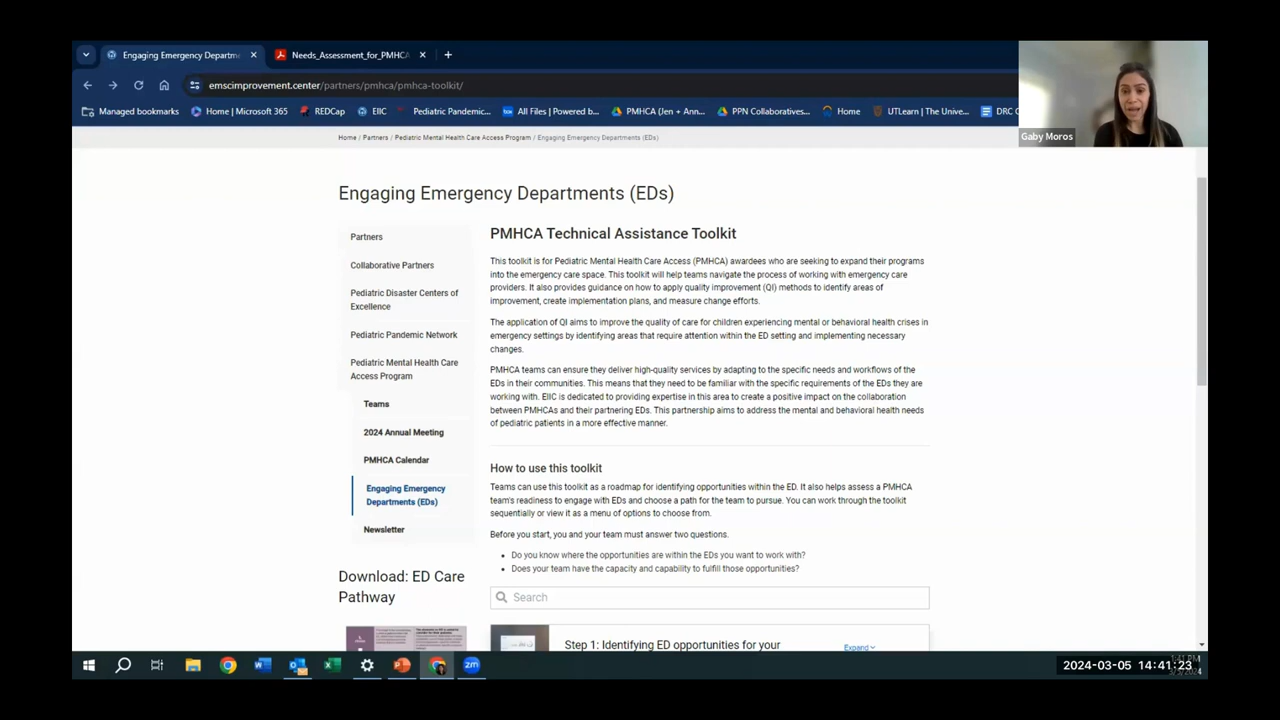 Engaging Emergency Departm
Needs_Assessment_for_PMHCA
emscimprovement.center/partners/pmhca/pmhca-toolkit/
Managed bookmarks
Home | Microsoft 365
REDCap
EIIC
Pediatric Pandemic...
All Files | Powered b...
PMHCA (Jen + Ann...
PPN Collaboratives...
Home
UTLearn | The Unive...
DRC
Gaby Moros
Home / Partners / Pediatric Mental Health Care Access Program / Engaging Emergency Departments (EDs)
Engaging Emergency Departments (EDs)
Partners
Collaborative Partners
Pediatric Disaster Centers of
Excellence
Pediatric Pandemic Network
Pediatric Mental Health Care
Access Program
Teams
2024 Annual Meeting
PMHCA Calendar
Engaging Emergency
Departments (EDs)
Newsletter
Download: ED Care
Pathway
PMHCA Technical Assistance Toolkit
This toolkit is for Pediatric Mental Health Care Access (PMHCA) awardees who are seeking to expand their programs
into the emergency care space. This toolkit will help teams navigate the process of working with emergency care
providers. It also provides guidance on how to apply quality improvement (QI) methods to identify areas of
improvement, create implementation plans, and measure change efforts.
The application of QI aims to improve the quality of care for children experiencing mental or behavioral health crises in
emergency settings by identifying areas that require attention within the ED setting and implementing necessary
changes.
PMHCA teams can ensure they deliver high-quality services by adapting to the specific needs and workflows of the
EDs in their communities. This means that they need to be familiar with the specific requirements of the EDs they are
working with. EIIC is dedicated to providing expertise in this area to create a positive impact on the collaboration
between PMHCAs and their partnering EDs. This partnership aims to address the mental and behavioral health needs
of pediatric patients in a more effective manner.
How to use this toolkit
Teams can use this toolkit as a roadmap for identifying opportunities within the ED. It also helps assess a PMHCA
team's readiness to engage with EDs and choose a path for the team to pursue. You can work through the toolkit
sequentially or view it as a menu of options to choose from.
Before you start, you and your team must answer two questions.
• Do you know where the opportunities are within the EDs you want to work with?
• Does your team have the capacity and capability to fulfill those opportunities?
Search
Step 1: Identifying ED opportunities for your
Expand
2024-03-05 14:41:23